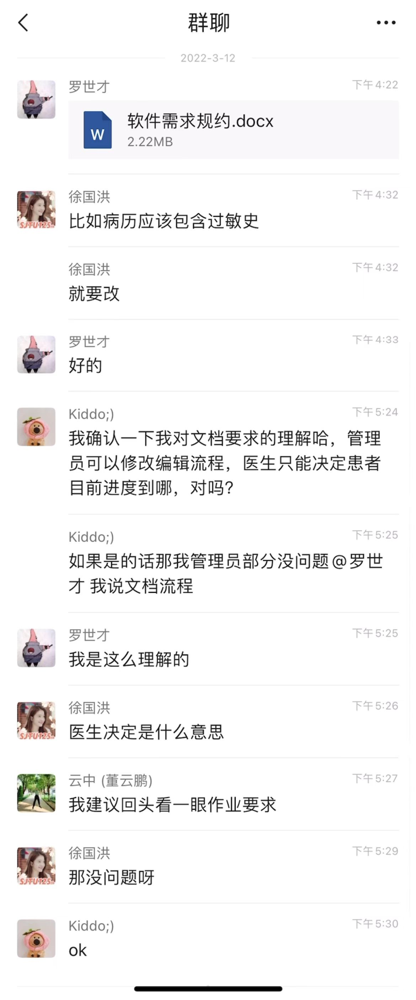 群聊
2022-3-12
罗世才
下午4:22
W
软件需求规约.docx
2.22MB
徐国洪
下午4:32
SJTU125th
比如病历应该包含过敏史
徐国洪
下午4:32
就要改
罗世才
下午4:33
好的
Kiddo;)
下午5:24
我确认一下我对文档要求的理解哈，管理
员可以修改编辑流程，医生只能决定患者
目前进度到哪，对吗？
Kiddo;)
下午5:25
如果是的话那我管理员部分没问题@罗世
才 我说文档流程
罗世才
下午5:25
我是这么理解的
徐国洪
下午5:26
SJTU125th
医生决定是什么意思
云中 (董云鹏)
下午5:27
我建议回头看一眼作业要求
徐国洪
下午5:29
SJTU125th
那没问题呀
Kiddo;)
下午5:30
ok